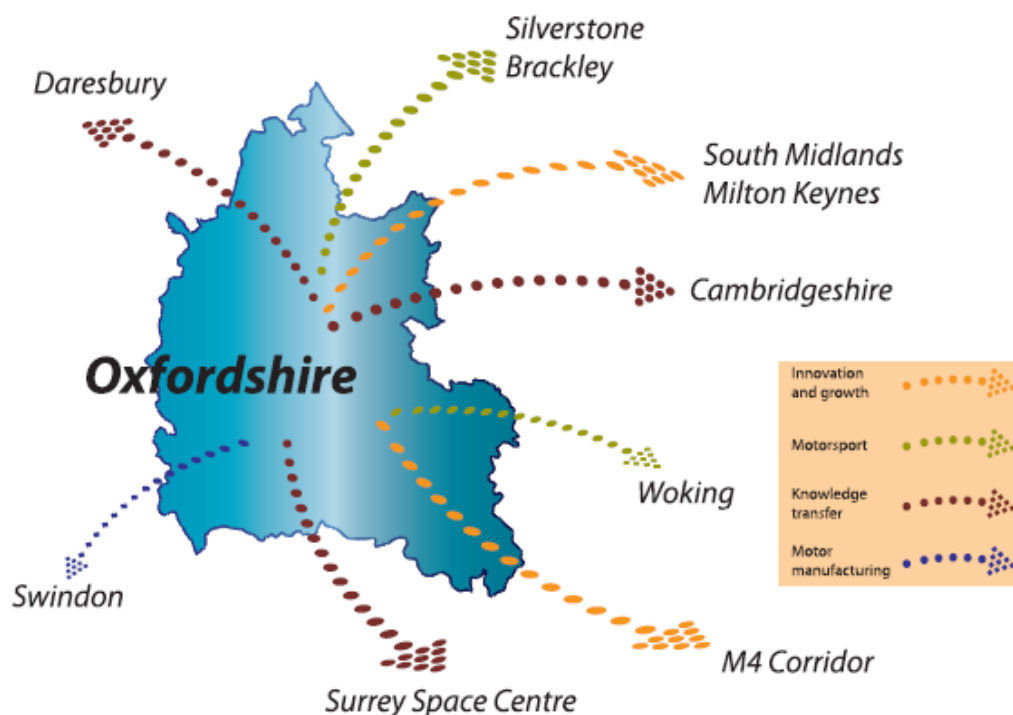 Silverstone
Brackley
Daresbury
South Midlands
Milton Keynes
Cambridgeshire
Oxfordshire
Innovation
and growth
Motorsport
Knowledge
transfer
Motor
manufacturing
Woking
Swindon
M4 Corridor
Surrey Space Centre